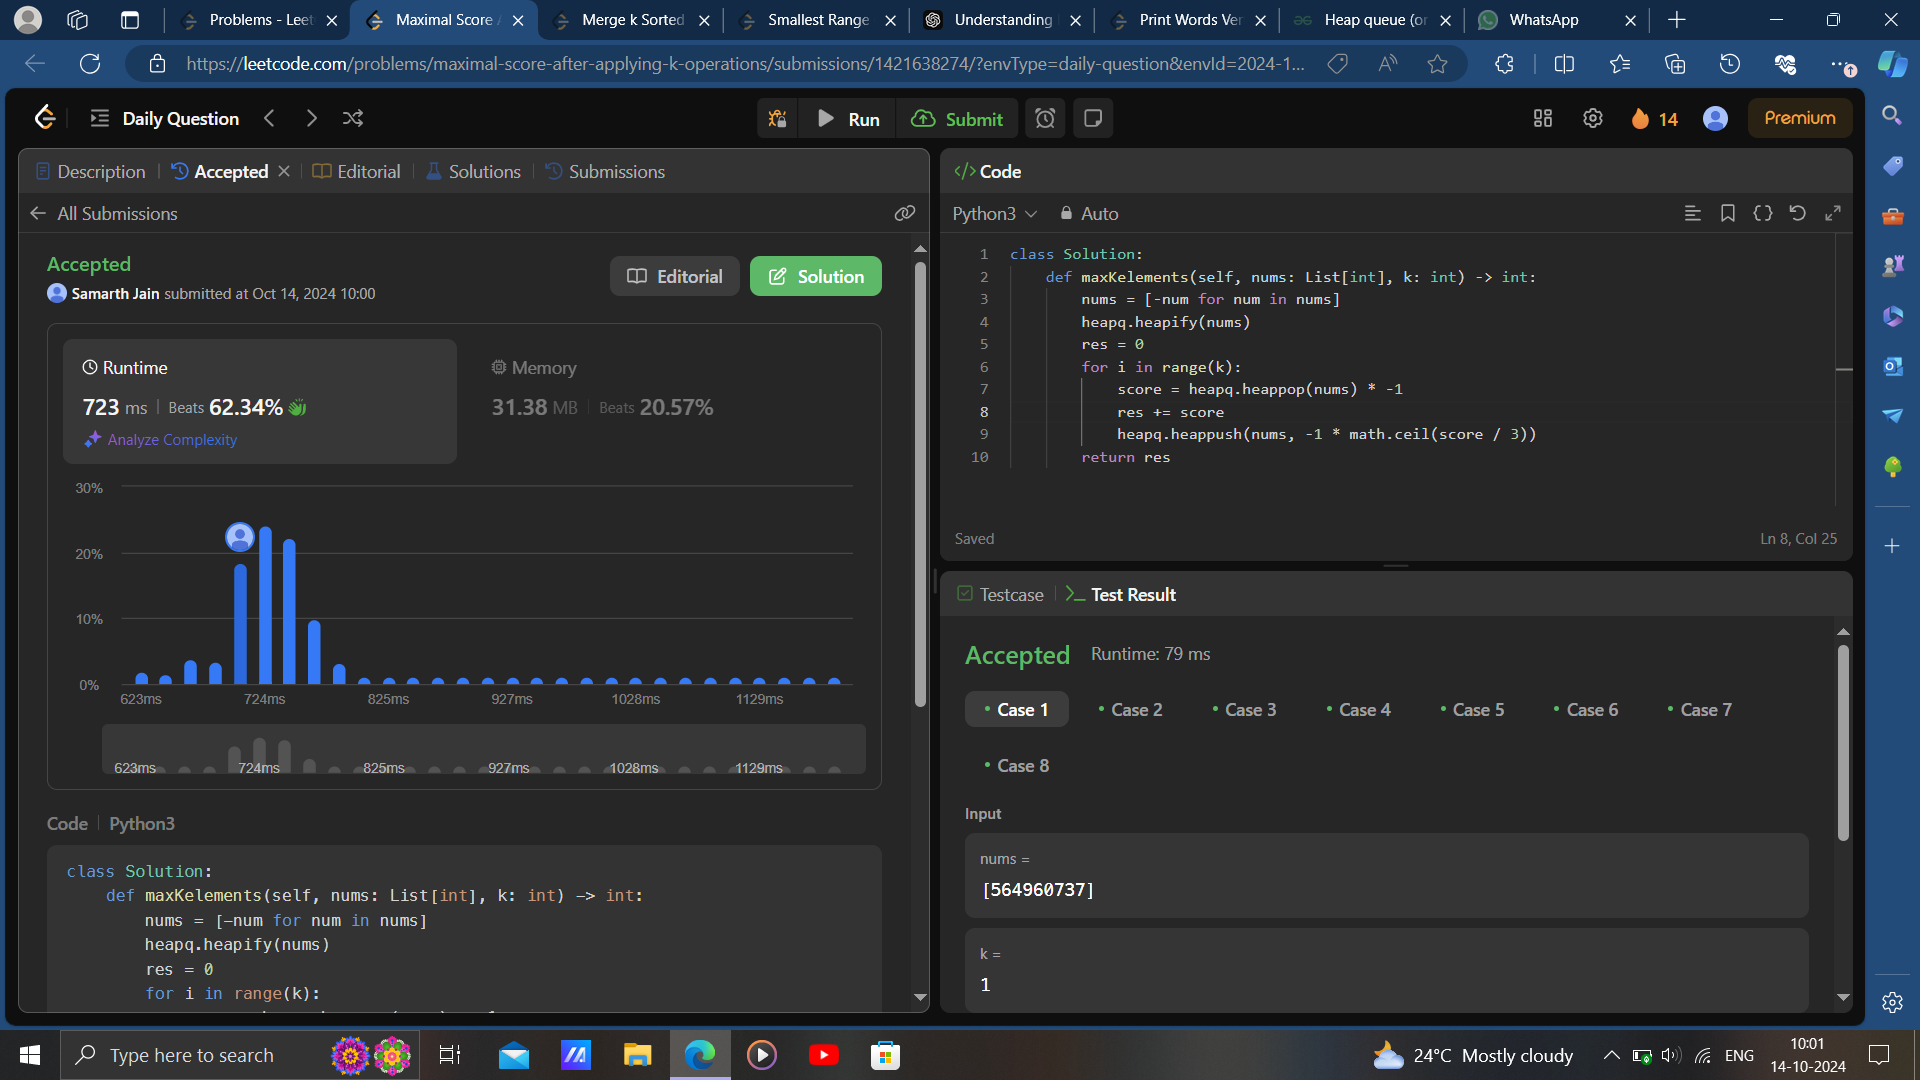 Problems - Leet
Maximal Score A
Merge k Sorted
Smallest Range
Understanding
Print Words Ver
Heap queue (or
WhatsApp
https://leetcode.com/problems/maximal-score-after-applying-k-operations/submissions/1421638274/?envType=daily-question&envId=2024-1...
Daily Question
Run
Submit
14
Premium
Description
Accepted
Editorial
Solutions
Submissions
All Submissions
Accepted
Samarth Jain submitted at Oct 14, 2024 10:00
Editorial
Solution
Runtime
723 ms
Beats 62.34%
Analyze Complexity
Memory
31.38 MB
Beats 20.57%
30%
20%
10%
0%
623ms
724ms
825ms
927ms
1028ms
1129ms
623ms
724ms
825ms
927ms
1028ms
1129ms
Code
Python3
class Solution:
def maxKelements(self, nums: List[int], k: int) -> int:
nums = [-num for num in nums]
heapq.heapify(nums)
res = 0
for i in range(k):
</> Code
Python3
Auto
1 class Solution:
2 def maxKelements(self, nums: List[int], k: int) -> int:
3 nums = [-num for num in nums]
4 heapq.heapify(nums)
5 res = 0
6 for i in range(k):
7 score = heapq.heappop(nums) * -1
8 res += score
9 heapq.heappush(nums, -1 * math.ceil(score / 3))
10 return res
Saved
Ln 8, Col 25
Testcase
Test Result
Accepted
Runtime: 79 ms
Case 1
Case 2
Case 3
Case 4
Case 5
Case 6
Case 7
Case 8
Input
nums =
[564960737]
k =
1
Type here to search
24°C Mostly cloudy
ENG
10:01
14-10-2024